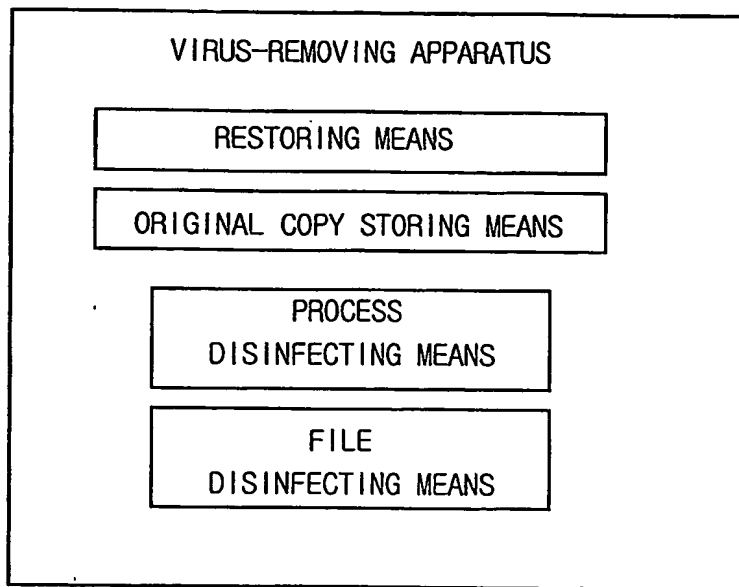 VIRUS-REMOVING APPARATUS
RESTORING MEANS
ORIGINAL COPY STORING MEANS
PROCESS
DISINFECTING MEANS
FILE
DISINFECTING MEANS